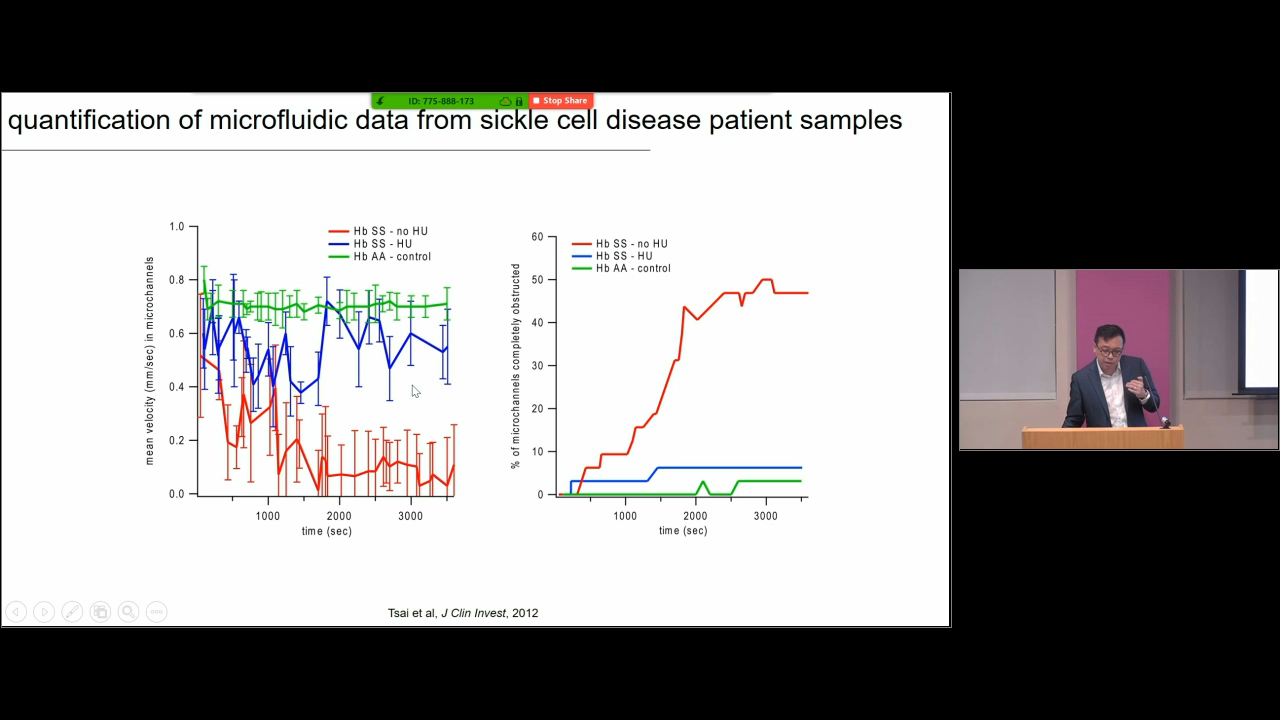 ID: 775-888-173
Stop Share
quantification of microfluidic data from sickle cell disease patient samples
mean velocity (mm/sec) in microchannels
1.0
0.8
0.6
0.4
0.2
0.0
Hb SS - no HU
Hb SS - HU
Hb AA - control
1000
2000
3000
time (sec)
% of microchannels completely obstructed
60
50
40
30
20
10
0
Hb SS - no HU
Hb SS - HU
Hb AA - control
1000
2000
3000
time (sec)
Tsai et al, J Clin Invest, 2012